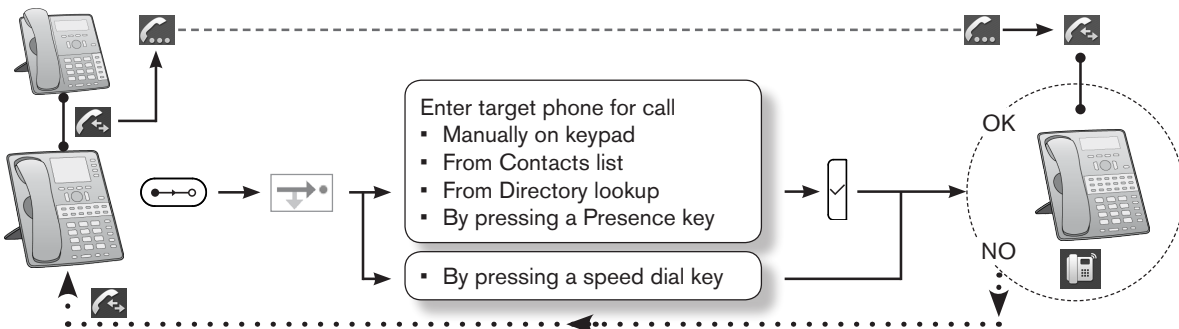 Enter target phone for call
▪ Manually on keypad
▪ From Contacts list
▪ From Directory lookup
▪ By pressing a Presence key
▪ By pressing a speed dial key
OK
NO